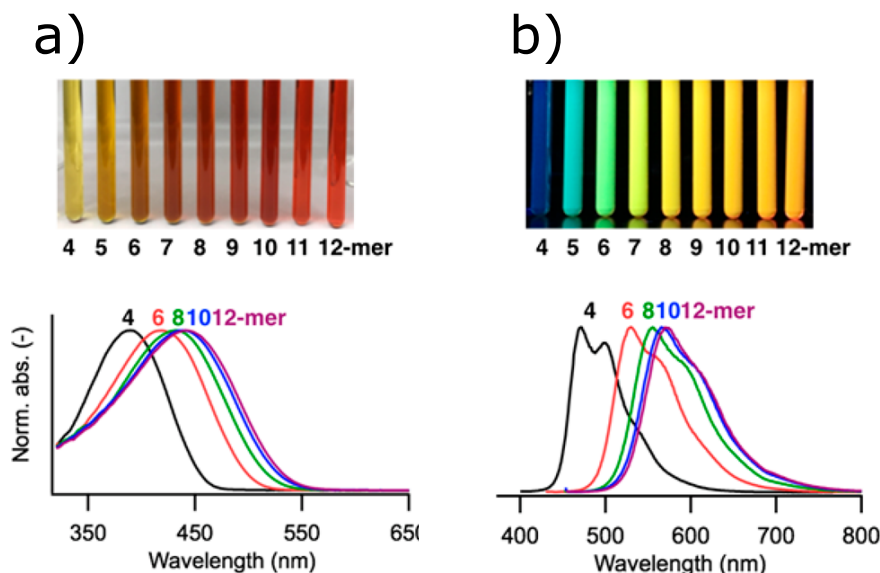 a)
b)
4 5 6 7 8 9 10 11 12-mer
4 5 6 7 8 9 10 11 12-mer
4 6 8 10 12-mer
Norm. abs. (-)
350 450 550 650
Wavelength (nm)
4 6 8 10 12-mer
400 500 600 700 800
Wavelength (nm)